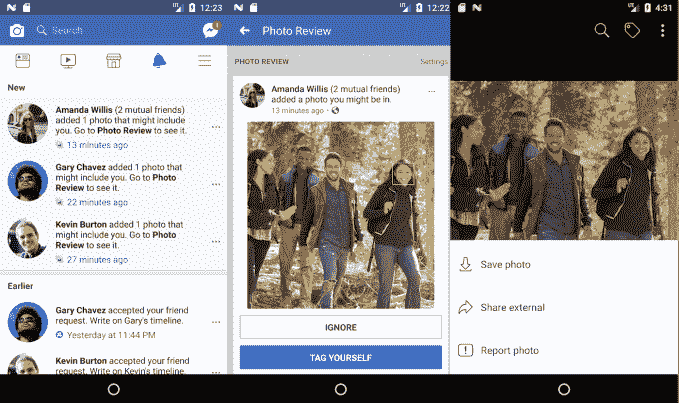 12:23
Search
1
New
Amanda Willis (2 mutual friends)
added 1 photo that might include
you. Go to Photo Review to see it.
13 minutes ago
Gary Chavez added 1 photo that
might include you. Go to Photo
Review to see it.
22 minutes ago
Kevin Burton added 1 photo that
might include you. Go to Photo
Review to see it.
27 minutes ago
Earlier
Gary Chavez accepted your friend
request. Write on Gary's timeline.
Yesterday at 11:44 PM
Kevin Burton accepted your friend
request. Write on Kevin's timeline.
12:22
Photo Review
PHOTO REVIEW
Settings
Amanda Willis (2 mutual friends)
added a photo you might be in.
13 minutes ago
IGNORE
TAG YOURSELF
4:31
Save photo
Share external
Report photo